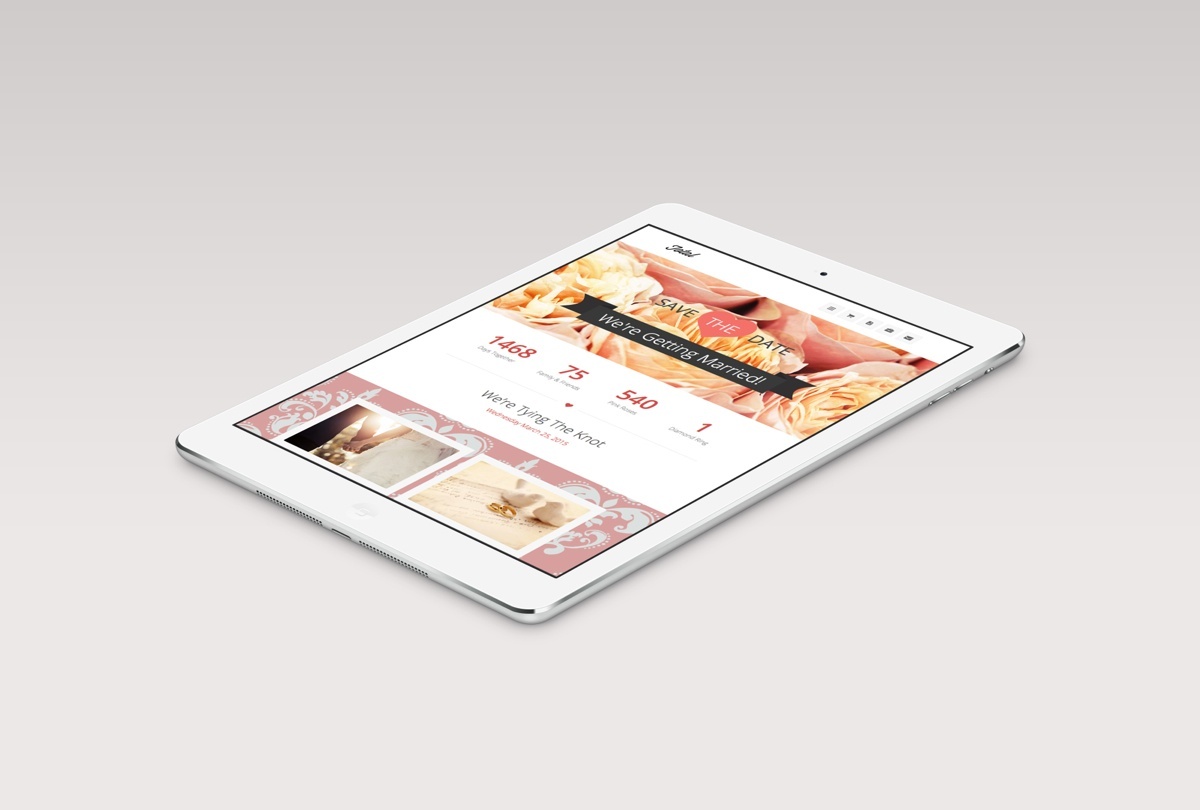 Total
SAVE THE DATE
We're Getting Married!
1468
Days Together
75
Family & Friends
540
Pink Roses
1
Diamond Ring
We're Tying The Knot
Wednesday March 25, 2015